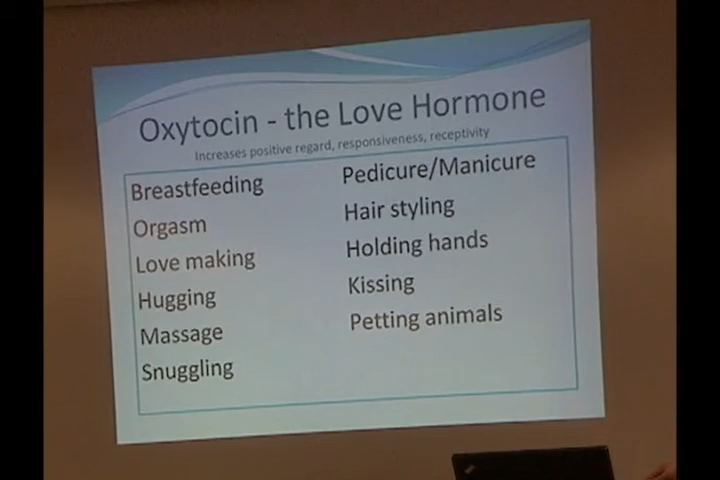 Oxytocin - the Love Hormone
Increases positive regard, responsiveness, receptivity
Breastfeeding
Orgasm
Love making
Hugging
Massage
Snuggling
Pedicure/Manicure
Hair styling
Holding hands
Kissing
Petting animals